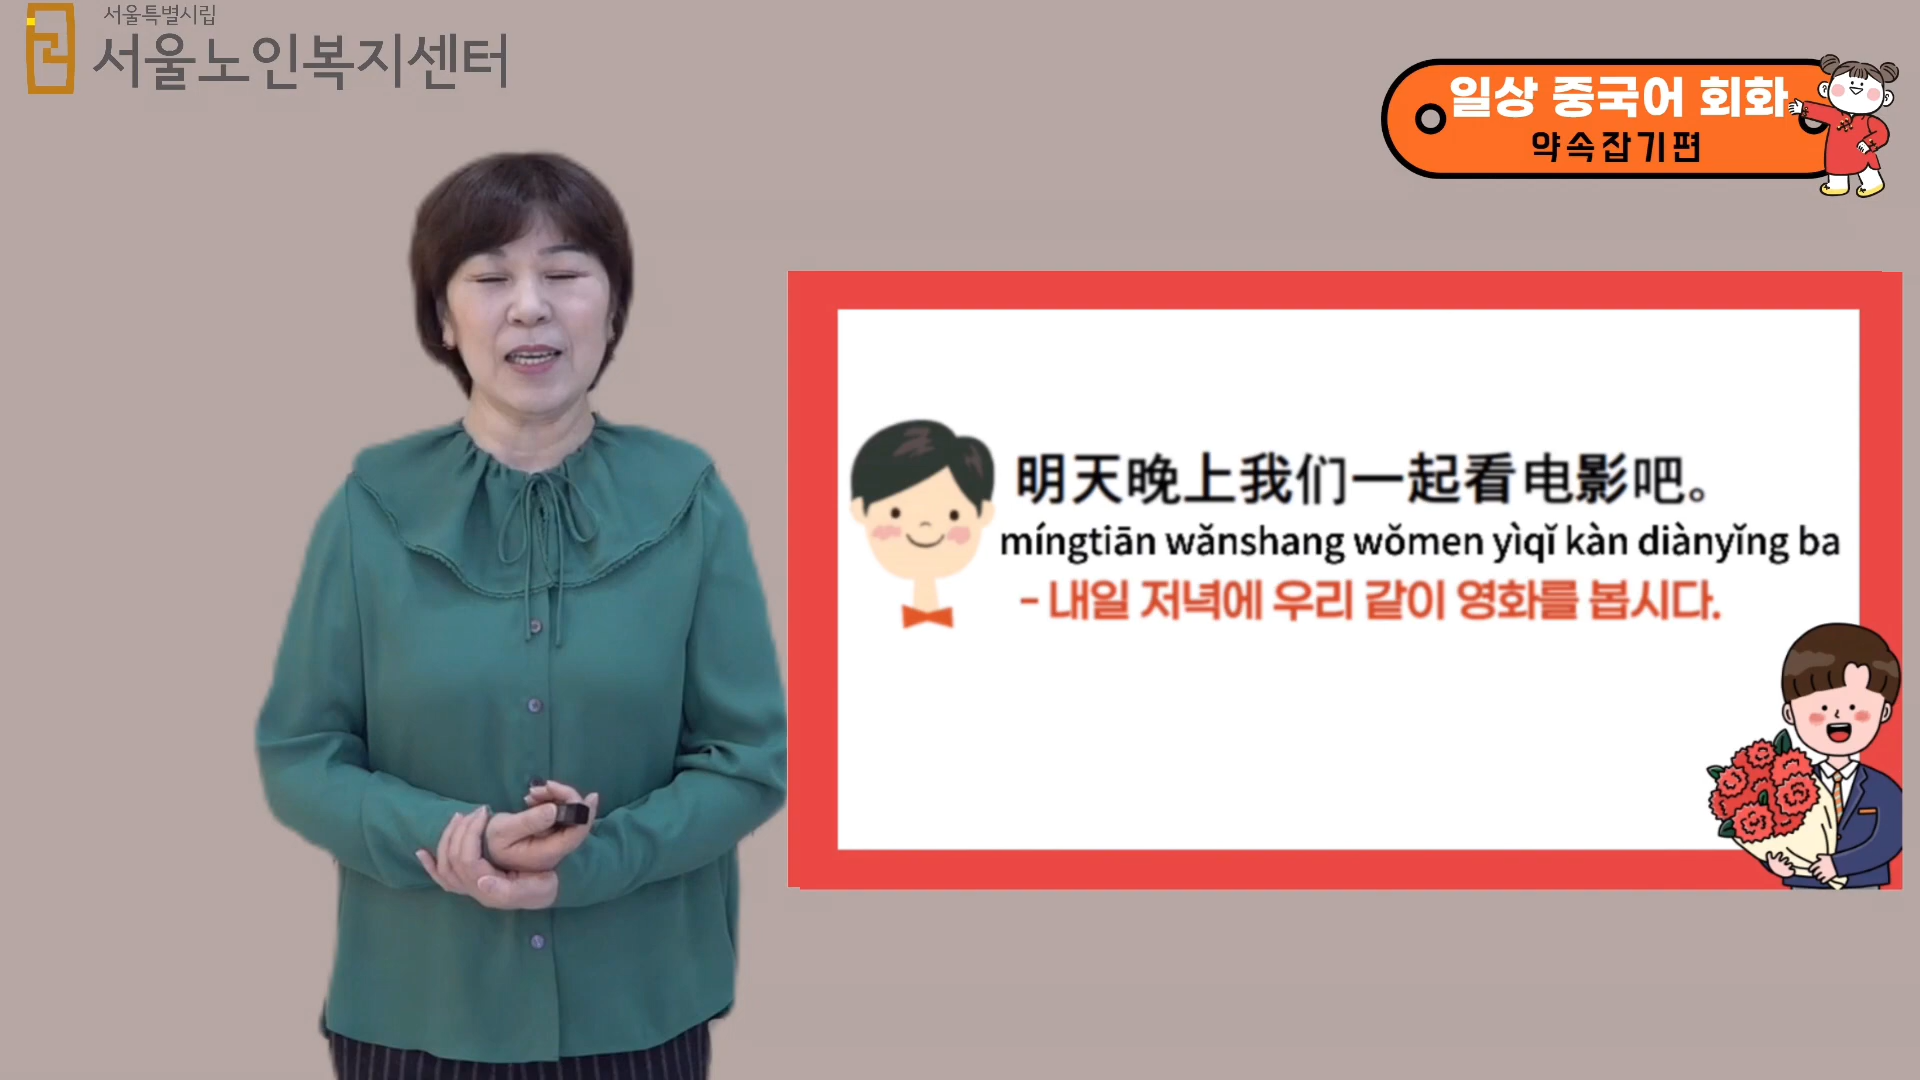 서울특별시립
서울노인복지센터
일상 중국어 회화
약속잡기편
明天晚上我们一起看电影吧。
míngtiān wǎnshang wǒmen yìqǐ kàn diànyǐng ba
- 내일 저녁에 우리 같이 영화를 봅시다.